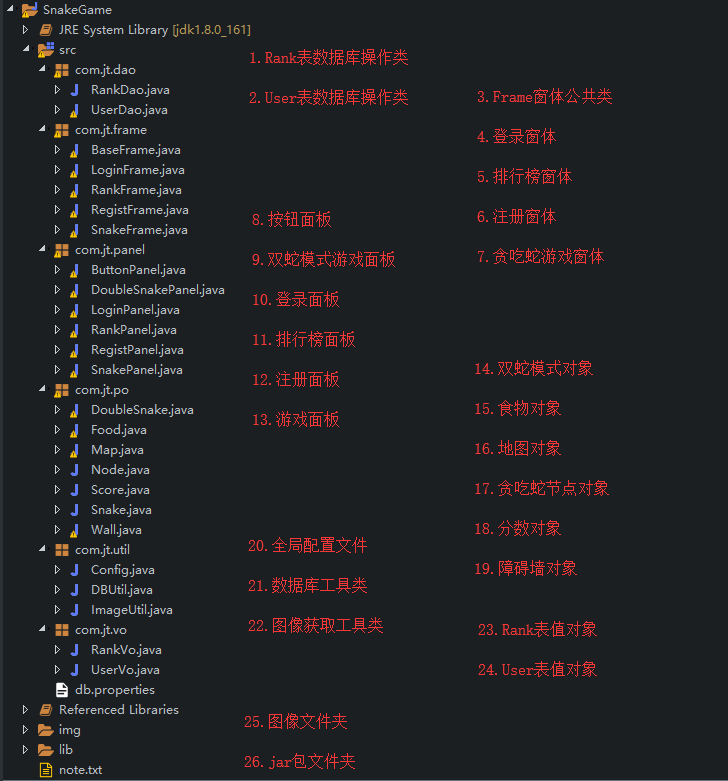 SnakeGame
JRE System Library [jdk1.8.0_161]
src
1.Rank表数据库操作类
com.jt.dao
RankDao.java
2.User表数据库操作类
3.Frame窗体公共类
UserDao.java
com.jt.frame
4.登录窗体
BaseFrame.java
LoginFrame.java
5.排行榜窗体
RankFrame.java
RegistFrame.java
8.按钮面板
6.注册窗体
SnakeFrame.java
com.jt.panel
9.双蛇模式游戏面板
7.贪吃蛇游戏窗体
ButtonPanel.java
DoubleSnakePanel.java
10.登录面板
LoginPanel.java
RankPanel.java
11.排行榜面板
RegistPanel.java
SnakePanel.java
12.注册面板
14.双蛇模式对象
com.jt.po
DoubleSnake.java
13.游戏面板
15.食物对象
Food.java
Map.java
16.地图对象
Node.java
Score.java
17.贪吃蛇节点对象
Snake.java
Wall.java
18.分数对象
20.全局配置文件
com.jt.util
Config.java
19.障碍墙对象
21.数据库工具类
DBUtil.java
ImageUtil.java
22.图像获取工具类
com.jt.vo
23.Rank表值对象
RankVo.java
UserVo.java
24.User表值对象
db.properties
Referenced Libraries
img
25.图像文件夹
lib
26.jar包文件夹
note.txt